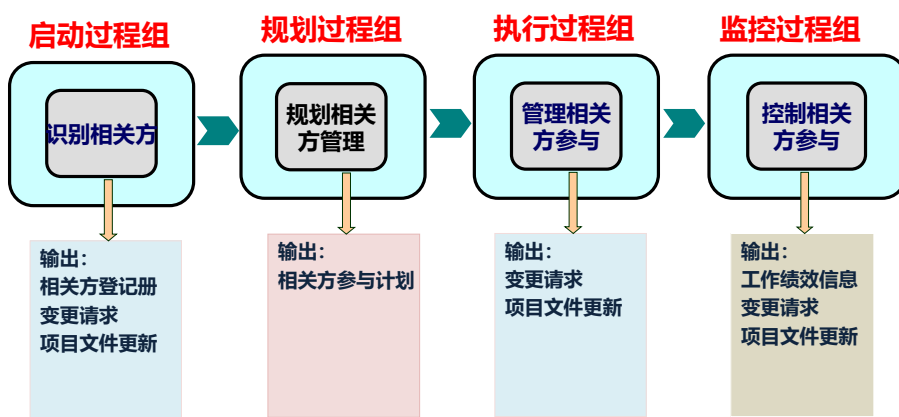 启动过程组
规划过程组
执行过程组
监控过程组
识别相关方
规划相关
方管理
管理相关
方参与
控制相关
方参与
输出：
相关方登记册
变更请求
项目文件更新
输出：
相关方参与计划
输出：
变更请求
项目文件更新
输出：
工作绩效信息
变更请求
项目文件更新